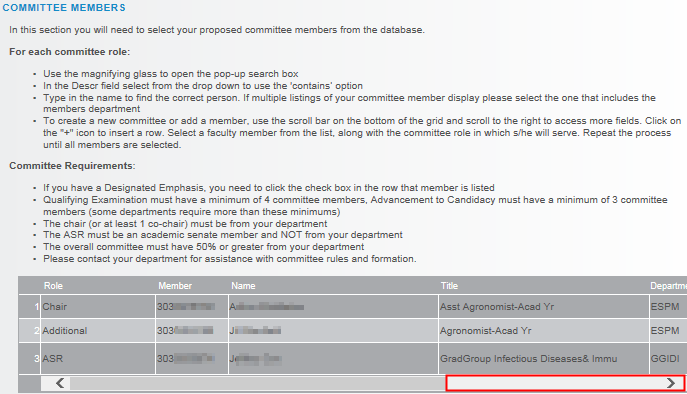 COMMITTEE MEMBERS
In this section you will need to select your proposed committee members from the database.
For each committee role:
• Use the magnifying glass to open the pop-up search box
• In the Descr field select from the drop down to use the 'contains' option
• Type in the name to find the correct person. If multiple listings of your committee member display please select the one that includes the
members department
• To create a new committee or add a member, use the scroll bar on the bottom of the grid and scroll to the right to access more fields. Click on
the "+" icon to insert a row. Select a faculty member from the list, along with the committee role in which s/he will serve. Repeat the process
until all members are selected.
Committee Requirements:
• If you have a Designated Emphasis, you need to click the check box in the row that member is listed
• Qualifying Examination must have a minimum of 4 committee members, Advancement to Candidacy must have a minimum of 3 committee
members (some departments require more than these minimums)
• The chair (or at least 1 co-chair) must be from your department
• The ASR must be an academic senate member and NOT from your department
• The overall committee must have 50% or greater from your department
• Please contact your department for assistance with committee rules and formation.
Role Member Name Title Departme
1 Chair 303 Asst Agronomist-Acad Yr ESPM
2 Additional 303 Agronomist-Acad Yr ESPM
3 ASR 303 GradGroup Infectious Diseases& Immu GGIDI